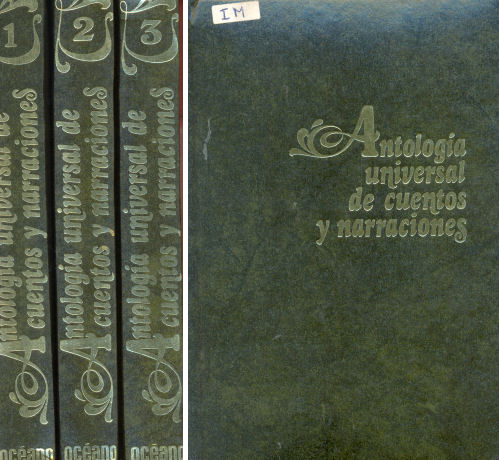 1
Antología universal de
cuentos y narraciones
océano
2
Antología universal de
cuentos y narraciones
océano
3
Antología universal de
cuentos y narraciones
océano
IM
Antología
universal
de cuentos
y narraciones